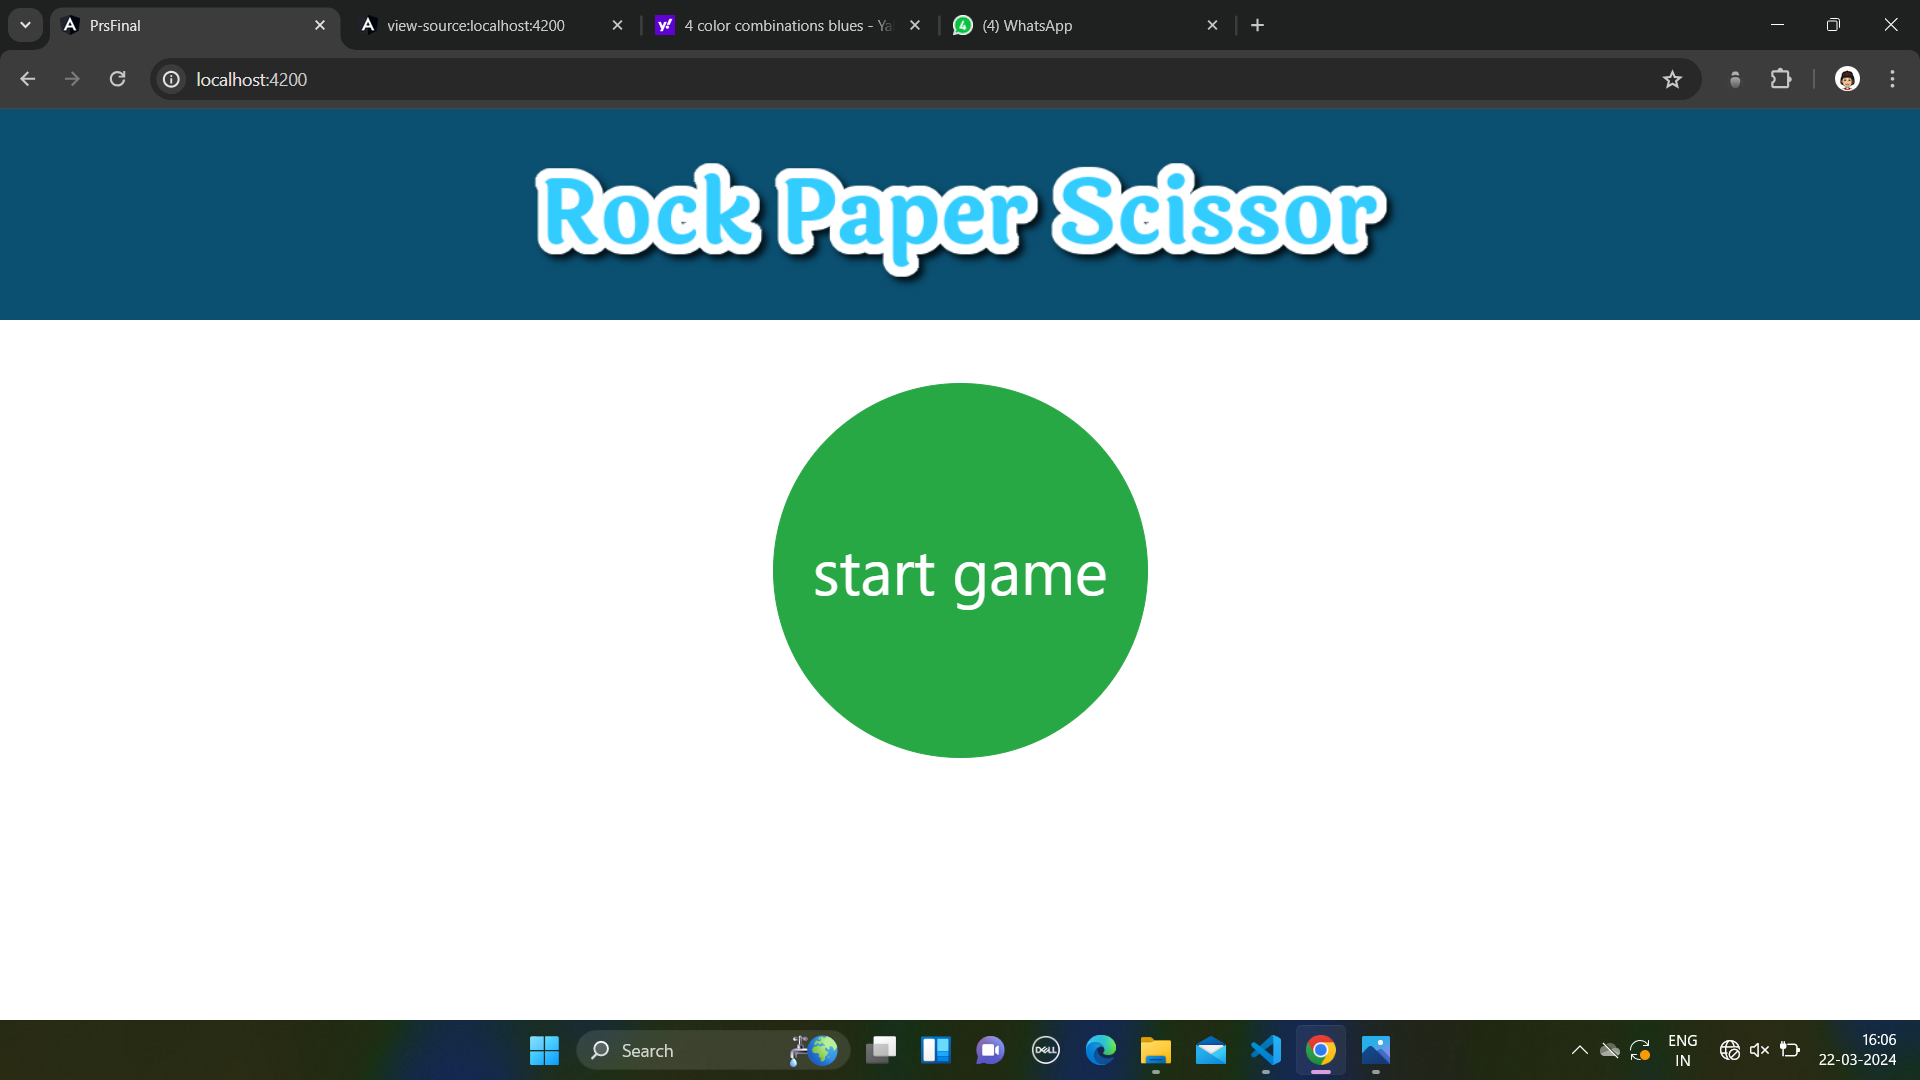 PrsFinal
view-source:localhost:4200
4 color combinations blues - Ya
(4) WhatsApp
localhost:4200
Rock Paper Scissor
start game
Search
DELL
ENG
IN
16:06
22-03-2024